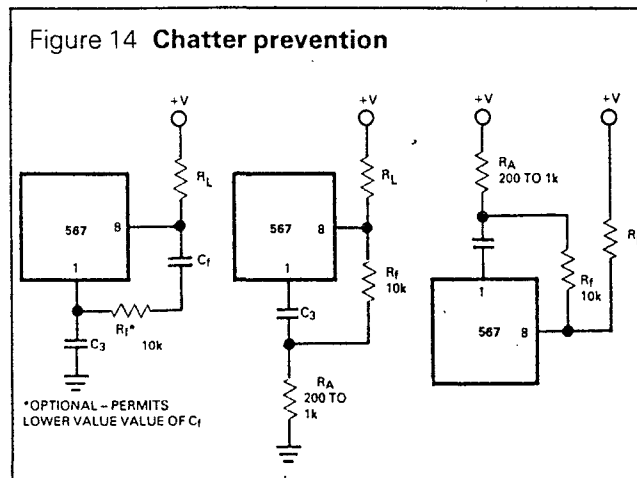 Figure 14 Chatter prevention
+V
RL
567
8
Cf
1
Rf*
10k
C3
*OPTIONAL – PERMITS
LOWER VALUE VALUE OF Cf
+V
RL
567
8
1
Rf
10k
C3
RA
200 TO
1k
+V
+V
RA
200 TO 1k
R
Rf
10k
1
567
8